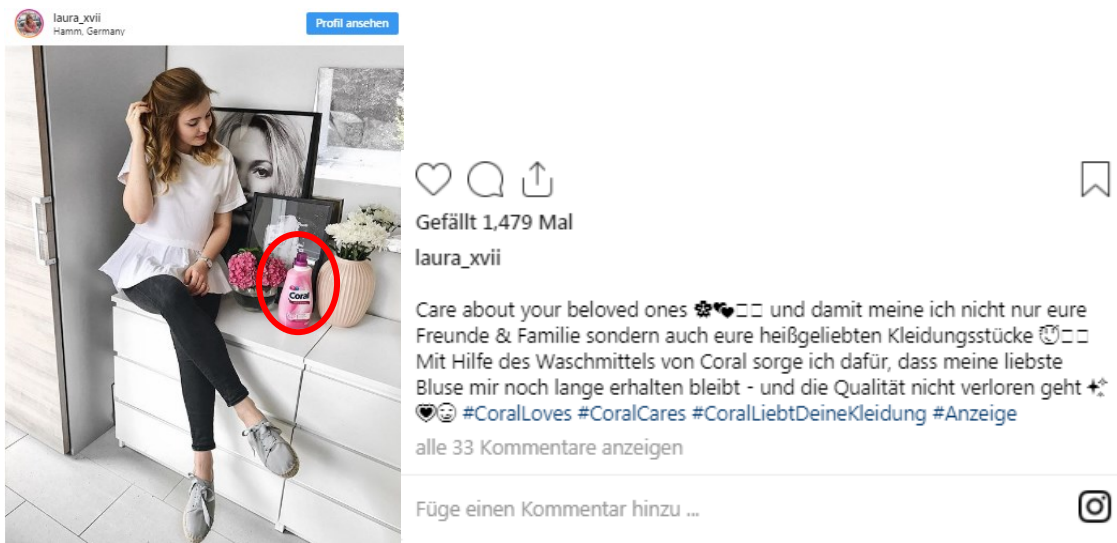 laura_xvii
Hamm, Germany
Profil ansehen
Coral
Gefällt 1,479 Mal
laura_xvii
Care about your beloved ones 🏵💕□□ und damit meine ich nicht nur eure
Freunde & Familie sondern auch eure heißgeliebten Kleidungsstücke 😇□□
Mit Hilfe des Waschmittels von Coral sorge ich dafür, dass meine liebste
Bluse mir noch lange erhalten bleibt - und die Qualität nicht verloren geht ✨
💗😉 #CoralLoves #CoralCares #CoralLiebtDeineKleidung #Anzeige
alle 33 Kommentare anzeigen
Füge einen Kommentar hinzu ...